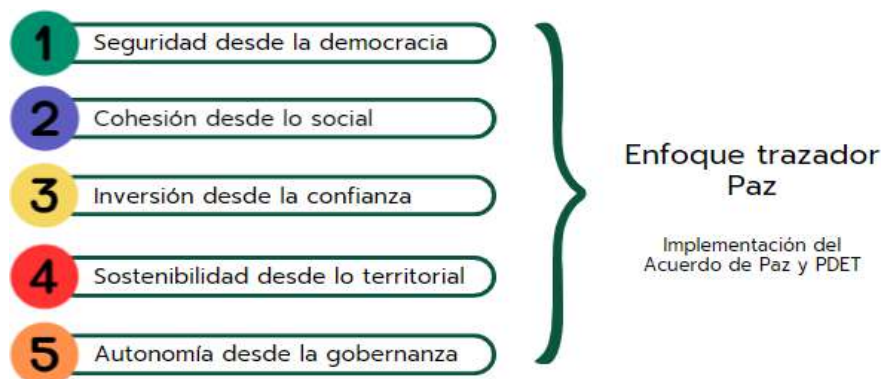 1 Seguridad desde la democracia
2 Cohesión desde lo social
3 Inversión desde la confianza
4 Sostenibilidad desde lo territorial
5 Autonomía desde la gobernanza
Enfoque trazador
Paz
Implementación del
Acuerdo de Paz y PDET